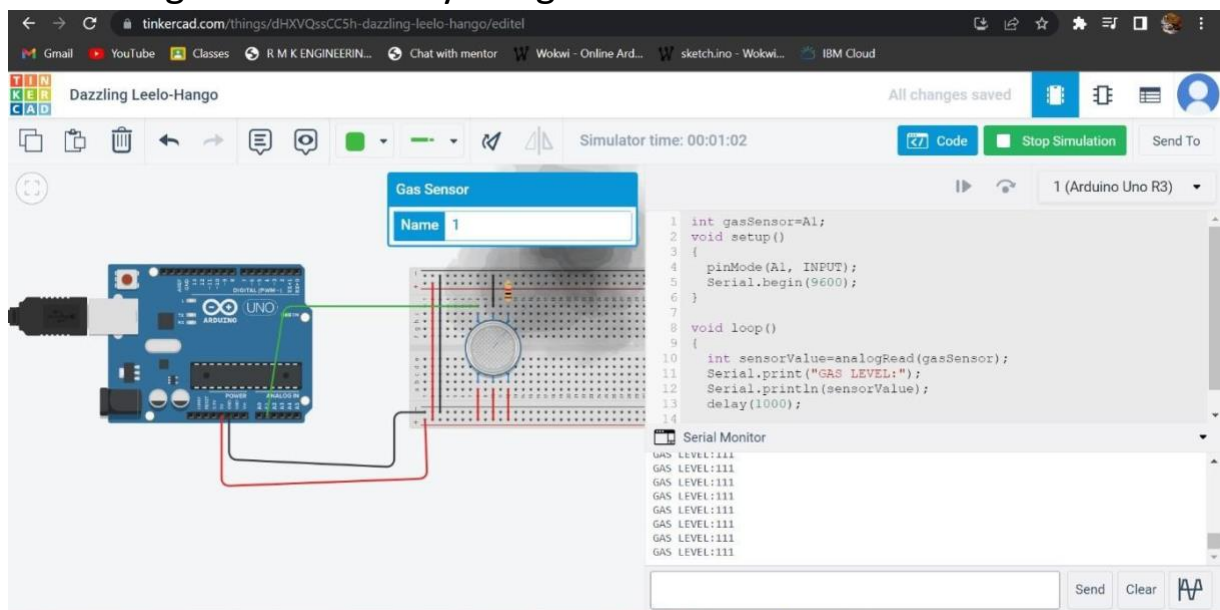 tinkercad.com/things/dHXVQssCC5h-dazzling-leelo-hango/editel
Gmail YouTube Classes R M K ENGINEERIN... Chat with mentor Wokwi - Online Ard... sketch.ino - Wokwi... IBM Cloud
TIN
KER
CAD
Dazzling Leelo-Hango
All changes saved
Simulator time: 00:01:02
Code
Stop Simulation
Send To
Gas Sensor
Name 1
1 (Arduino Uno R3)
DIGITAL (PWM~)
UNO
ARDUINO
POWER
ANALOG IN
1 int gasSensor=A1;
2 void setup()
3 {
4 pinMode(A1, INPUT);
5 Serial.begin(9600);
6 }
7
8 void loop()
9 {
10 int sensorValue=analogRead(gasSensor);
11 Serial.print("GAS LEVEL:");
12 Serial.println(sensorValue);
13 delay(1000);
14
Serial Monitor
GAS LEVEL:111
GAS LEVEL:111
GAS LEVEL:111
GAS LEVEL:111
GAS LEVEL:111
GAS LEVEL:111
GAS LEVEL:111
GAS LEVEL:111
Send
Clear